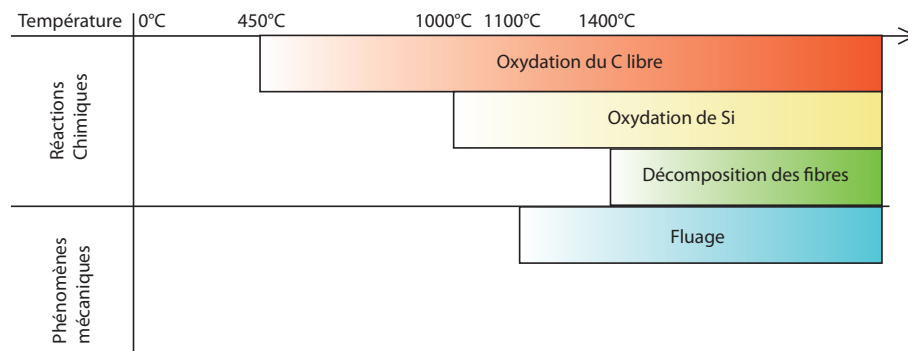 Température 0°C 450°C 1000°C 1100°C 1400°C
Réactions
Chimiques
Oxydation du C libre
Oxydation de Si
Décomposition des fibres
Phénomènes
mécaniques
Fluage